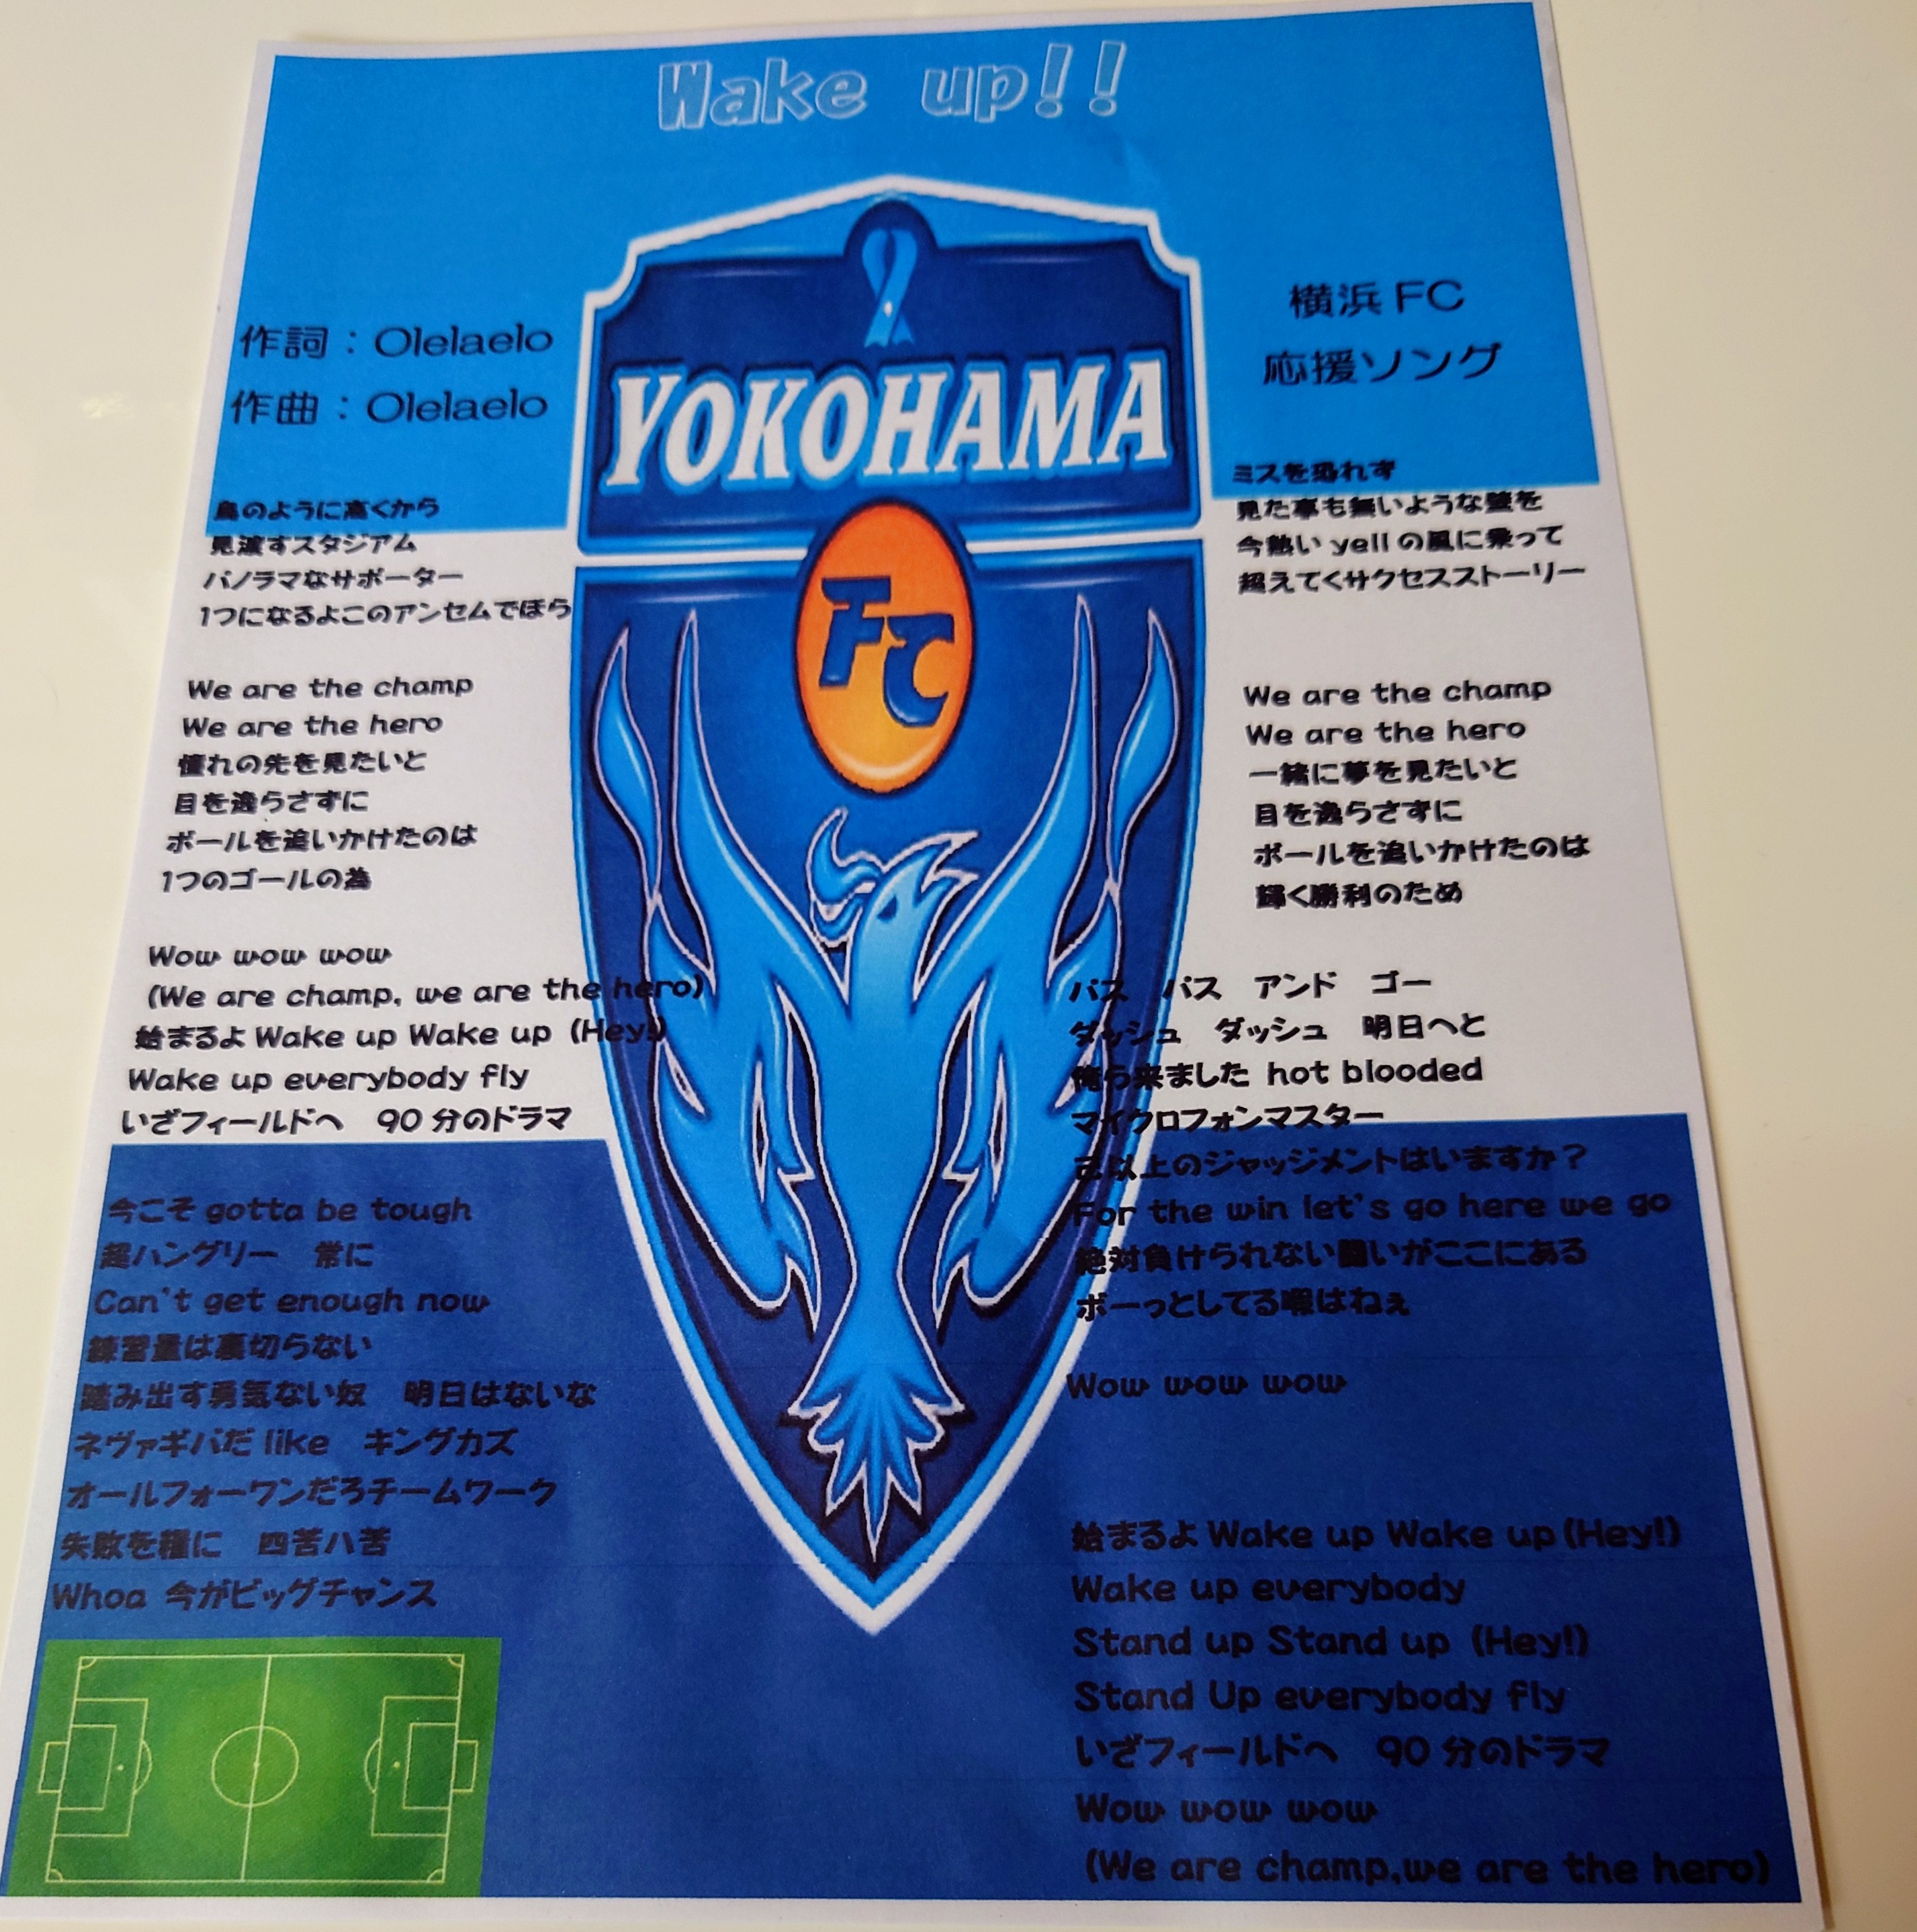 Wake up!!
作詞：Olelaelo
作曲：Olelaelo
横浜FC
応援ソング
YOKOHAMA
FC
鳥のように高くから
見渡すスタジアム
パノラマなサポーター
1つになるよこのアンセムでほら
We are the champ
We are the hero
憧れの先を見たいと
目を逸らさずに
ボールを追いかけたのは
1つのゴールの為
Wow wow wow
(We are champ, we are the hero)
始まるよ Wake up Wake up (Hey!)
Wake up everybody fly
いざフィールドへ　90分のドラマ
今こそ gotta be tough
超ハングリー　常に
Can't get enough now
練習量は裏切らない
踏み出す勇気ない奴　明日はないな
ネヴァギバだ like　キングカズ
オールフォーワンだろチームワーク
失敗を糧に　四苦八苦
Whoa 今がビッグチャンス
ミスを恐れず
見た事も無いような壁を
今熱い yell の風に乗って
超えてくサクセスストーリー
We are the champ
We are the hero
一緒に夢を見たいと
目を逸らさずに
ボールを追いかけたのは
輝く勝利のため
パス　パス　アンド　ゴー
ダッシュ　ダッシュ　明日へと
俺ら来ました hot blooded
マイクロフォンマスター
己以上のジャッジメントはいますか？
For the win let's go here we go
絶対負けられない闘いがここにある
ボーっとしてる暇はねぇ
Wow wow wow
始まるよ Wake up Wake up (Hey!)
Wake up everybody
Stand up Stand up (Hey!)
Stand Up everybody fly
いざフィールドへ　90分のドラマ
Wow wow wow
(We are champ,we are the hero)